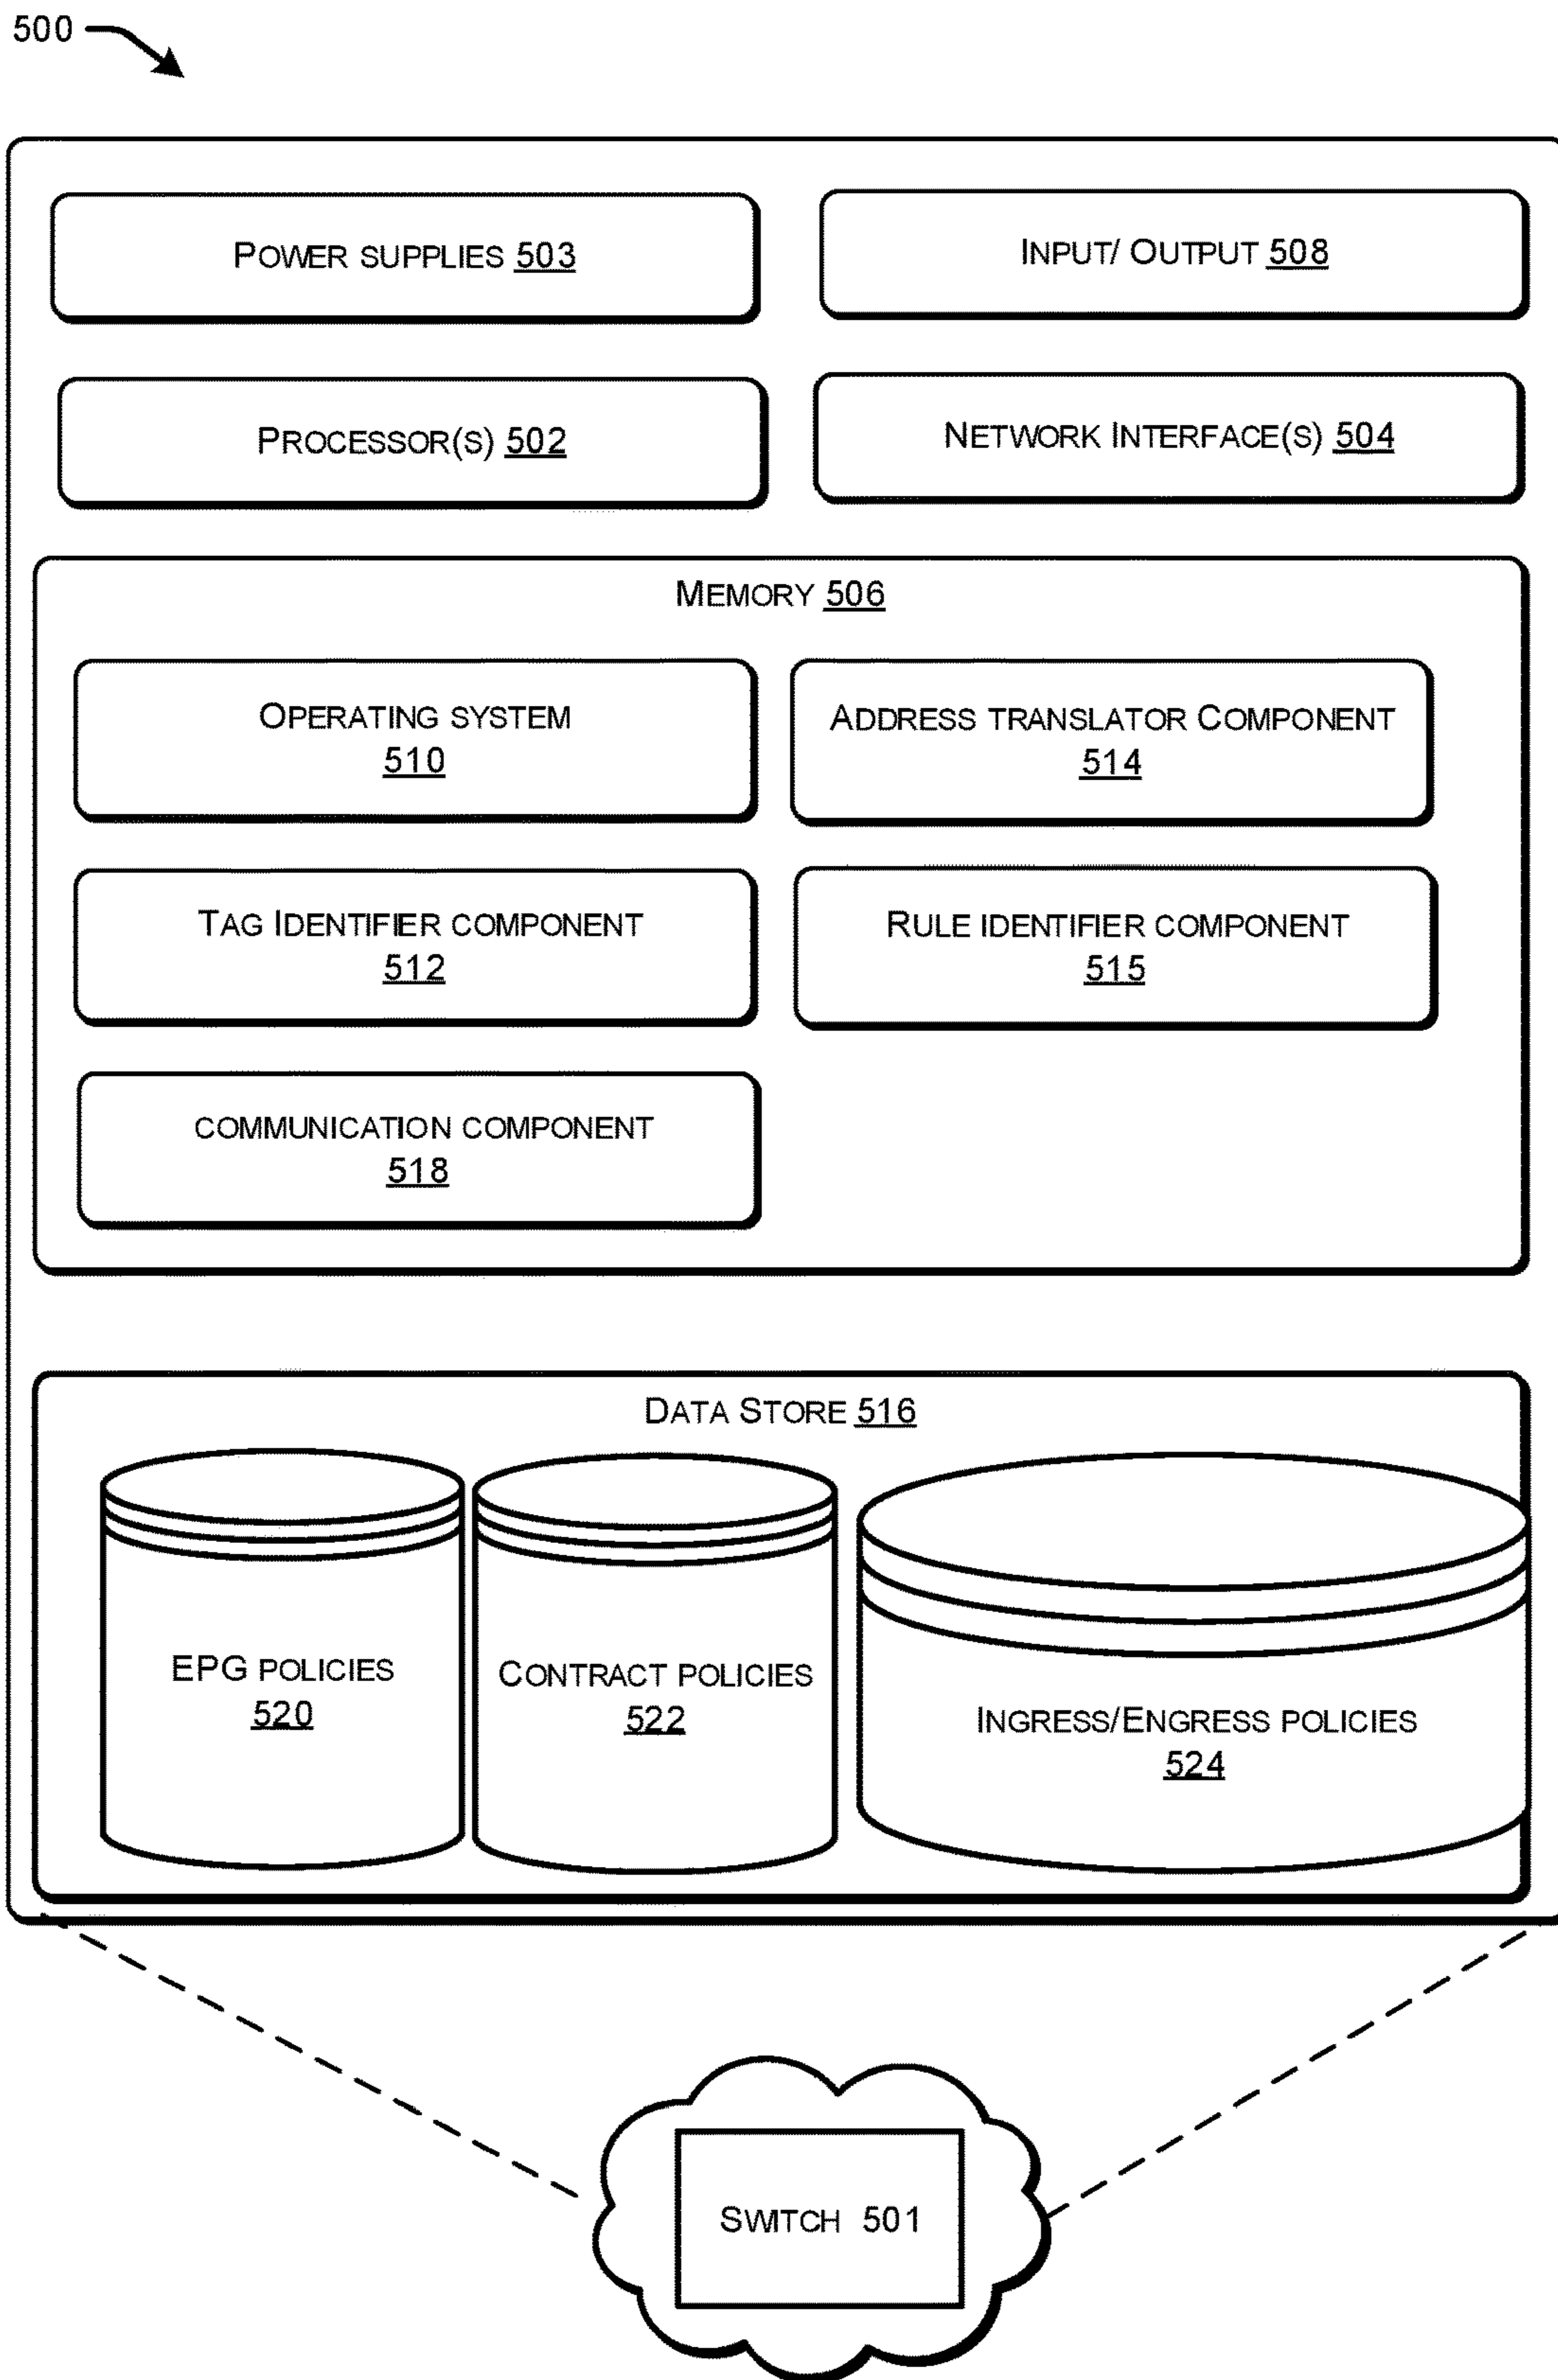 500
POWER SUPPLIES 503
INPUT/ OUTPUT 508
PROCESSOR(S) 502
NETWORK INTERFACE(S) 504
MEMORY 506
OPERATING SYSTEM
510
ADDRESS TRANSLATOR COMPONENT
514
TAG IDENTIFIER COMPONENT
512
RULE IDENTIFIER COMPONENT
515
COMMUNICATION COMPONENT
518
DATA STORE 516
EPG POLICIES
520
CONTRACT POLICIES
522
INGRESS/ENGRESS POLICIES
524
SWITCH 501